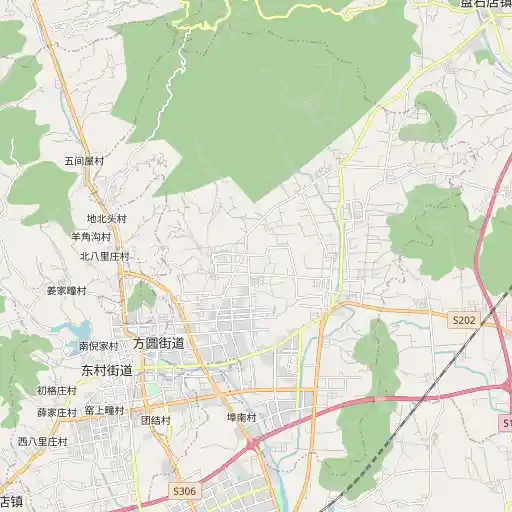 盘石店镇
五间屋村
地北头村
羊角沟村
北八里庄村
姜家疃村
S202
南倪家村
方圆街道
东村街道
初格庄村
薛家庄村
窑上疃村
团结村
埠南村
西八里庄村
S306
店镇